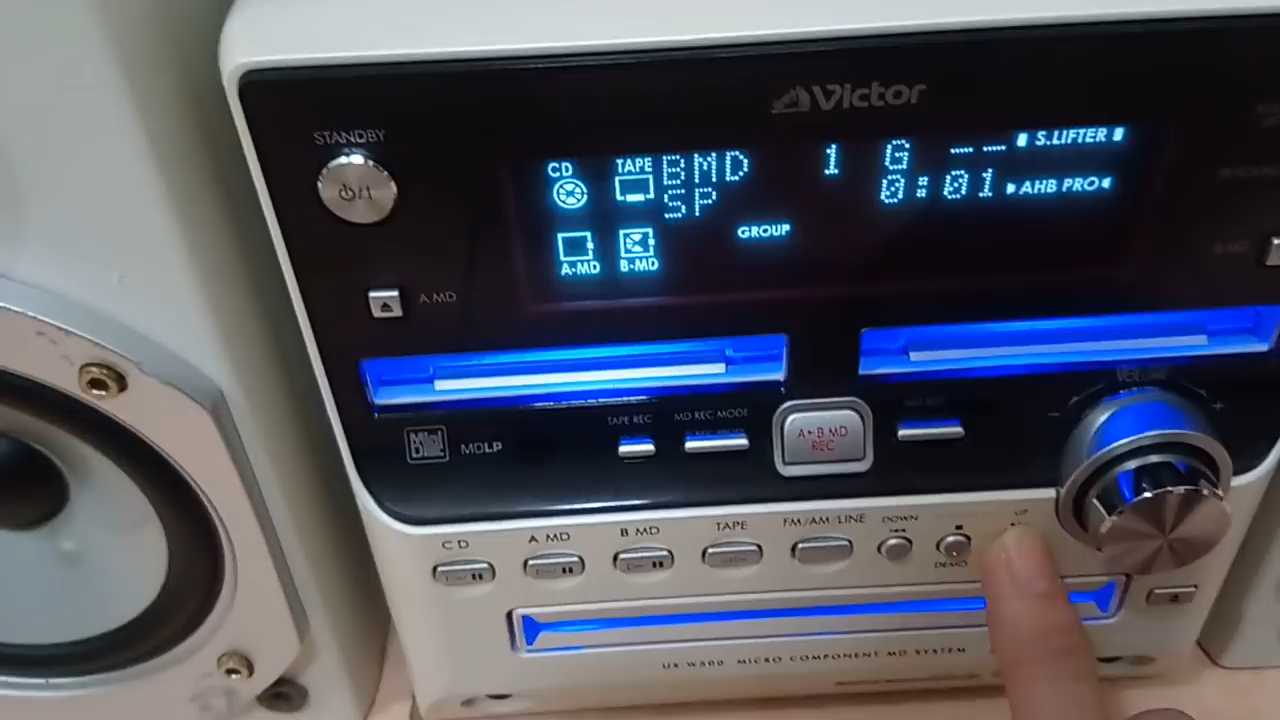 Victor
STANDBY
⏻/I
CD
TAPE
BMD 1 G -- --
S.LIFTER
SP 0:01
AHB PRO
GROUP
A-MD
B-MD
A MD
VOLUME
TAPE REC
MD REC MODE
A▸B MD
REC
MDLP
CD
A MD
B MD
TAPE
FM/AM/LINE
DOWN
UP
DEMO
UX-W500 MICRO COMPONENT MD SYSTEM